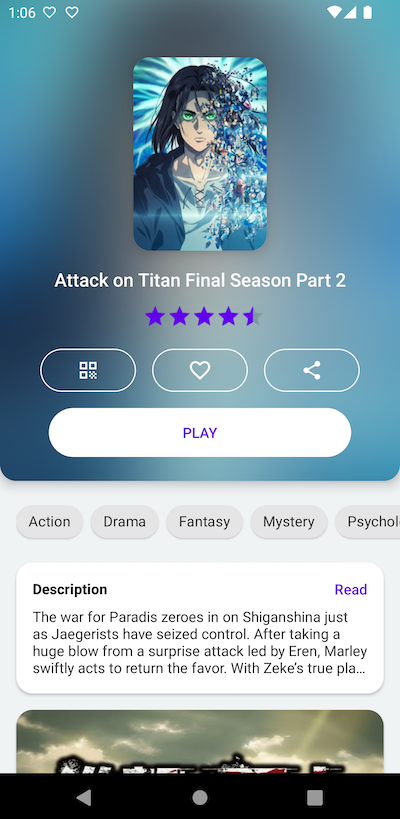 1:06
Attack on Titan Final Season Part 2
PLAY
Action Drama Fantasy Mystery Psychol
Description Read
The war for Paradis zeroes in on Shiganshina just
as Jaegerists have seized control. After taking a
huge blow from a surprise attack led by Eren, Marley
swiftly acts to return the favor. With Zeke’s true pla…